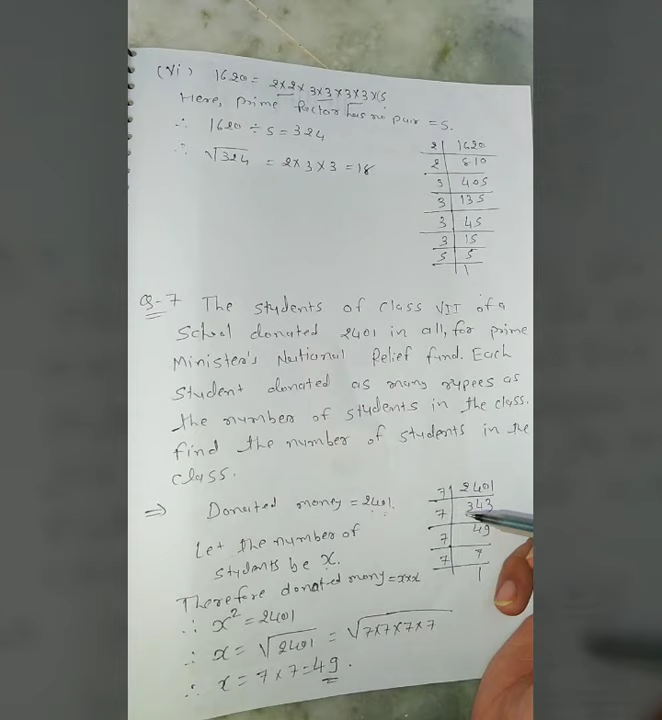 (vi) 1620 = 2×2×3×3×3×3×5
Here, prime factor has no pair = 5.
∴ 1620 ÷ 5 = 324
∴ √324 = 2×3×3 = 18
2 | 1620
2 | 810
3 | 405
3 | 135
3 | 45
3 | 15
5 | 5
1
Q-7 The students of class VII of a
School donated 2401 in all, for prime
Minister's National Relief fund. Each
Student donated as many rupees as
the number of students in the class.
find the number of students in the
class.
⇒ Donated money = 2401.
Let the number of
students be x.
Therefore donated mony = x×x
∴ x² = 2401
∴ x = √2401 = √7×7×7×7
∴ x = 7×7 = 49.
7 | 2401
7 | 343
7 | 49
7 | 7
1